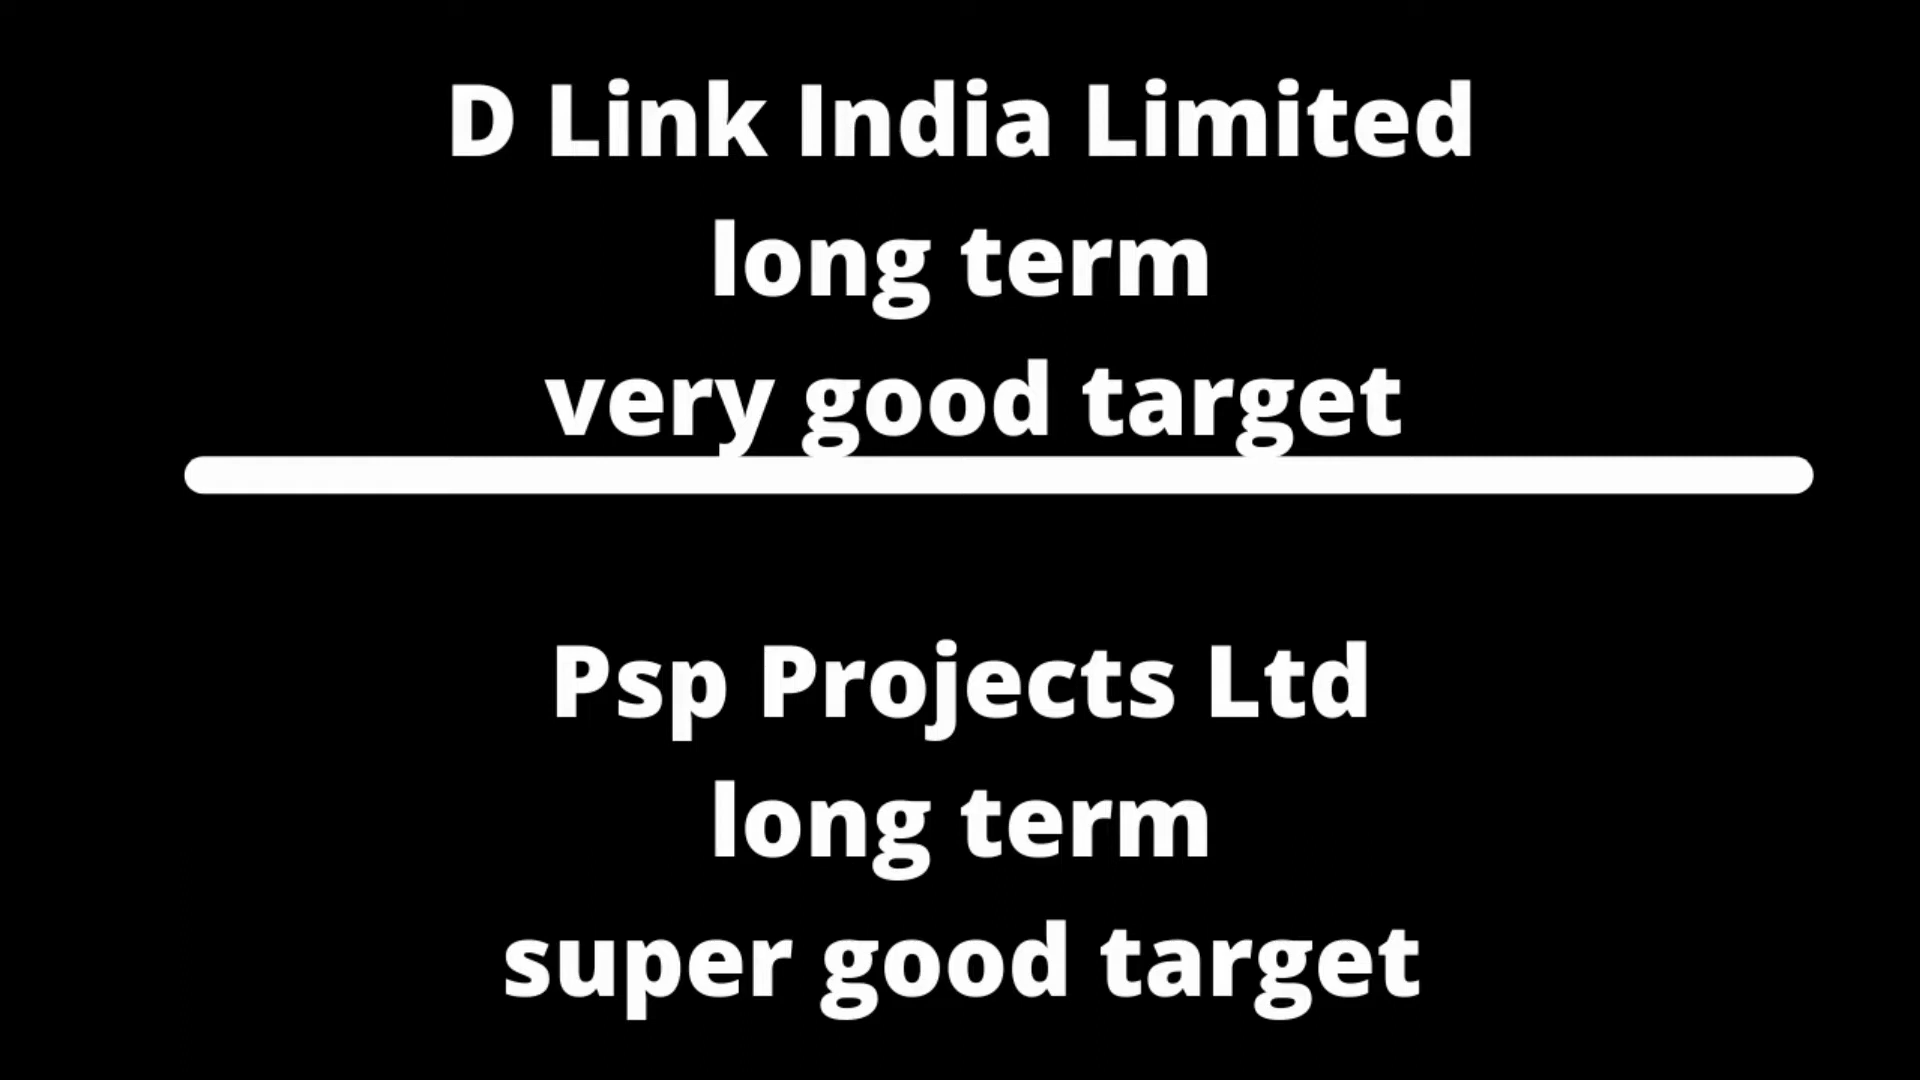 D Link India Limited
long term
very good target
Psp Projects Ltd
long term
super good target